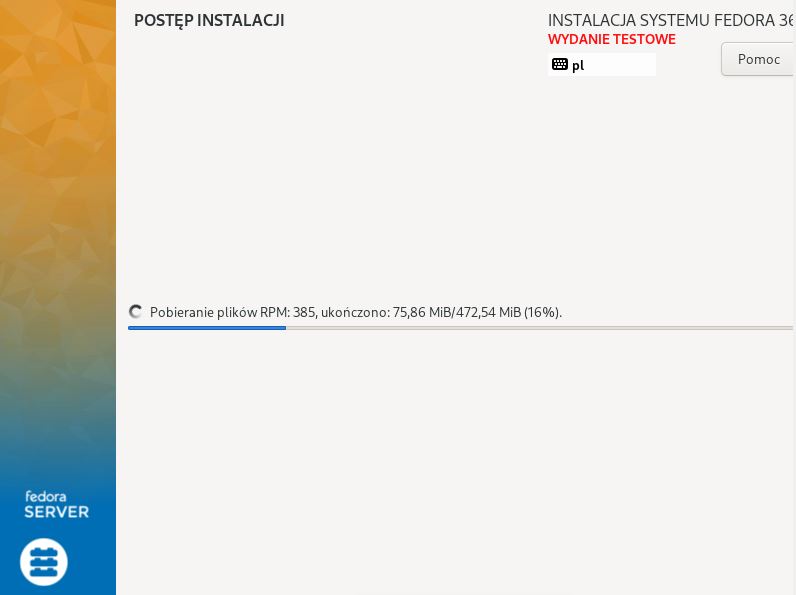 POSTĘP INSTALACJI
INSTALACJA SYSTEMU FEDORA 36
WYDANIE TESTOWE
pl
Pomoc
Pobieranie plików RPM: 385, ukończono: 75,86 MiB/472,54 MiB (16%).
fedora
SERVER